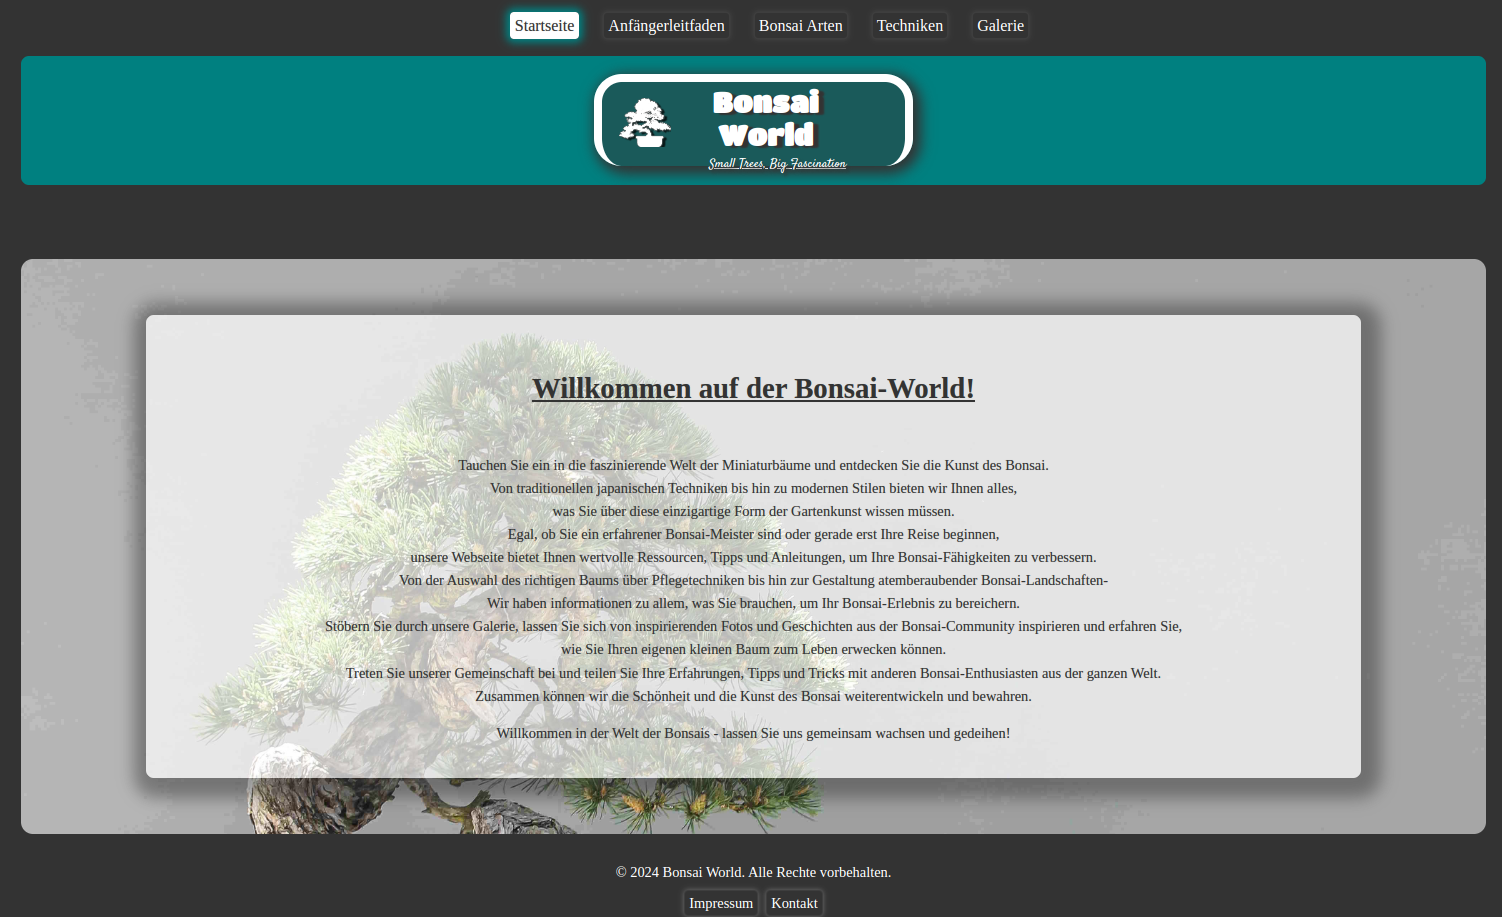 Startseite Anfängerleitfaden Bonsai Arten Techniken Galerie
Bonsai
World
Small Trees, Big Fascination
Willkommen auf der Bonsai-World!
Tauchen Sie ein in die faszinierende Welt der Miniaturbäume und entdecken Sie die Kunst des Bonsai.
Von traditionellen japanischen Techniken bis hin zu modernen Stilen bieten wir Ihnen alles,
was Sie über diese einzigartige Form der Gartenkunst wissen müssen.
Egal, ob Sie ein erfahrener Bonsai-Meister sind oder gerade erst Ihre Reise beginnen,
unsere Webseite bietet Ihnen wertvolle Ressourcen, Tipps und Anleitungen, um Ihre Bonsai-Fähigkeiten zu verbessern.
Von der Auswahl des richtigen Baums über Pflegetechniken bis hin zur Gestaltung atemberaubender Bonsai-Landschaften-
Wir haben informationen zu allem, was Sie brauchen, um Ihr Bonsai-Erlebnis zu bereichern.
Stöbern Sie durch unsere Galerie, lassen Sie sich von inspirierenden Fotos und Geschichten aus der Bonsai-Community inspirieren und erfahren Sie,
wie Sie Ihren eigenen kleinen Baum zum Leben erwecken können.
Treten Sie unserer Gemeinschaft bei und teilen Sie Ihre Erfahrungen, Tipps und Tricks mit anderen Bonsai-Enthusiasten aus der ganzen Welt.
Zusammen können wir die Schönheit und die Kunst des Bonsai weiterentwickeln und bewahren.
Willkommen in der Welt der Bonsais - lassen Sie uns gemeinsam wachsen und gedeihen!
© 2024 Bonsai World. Alle Rechte vorbehalten.
Impressum Kontakt